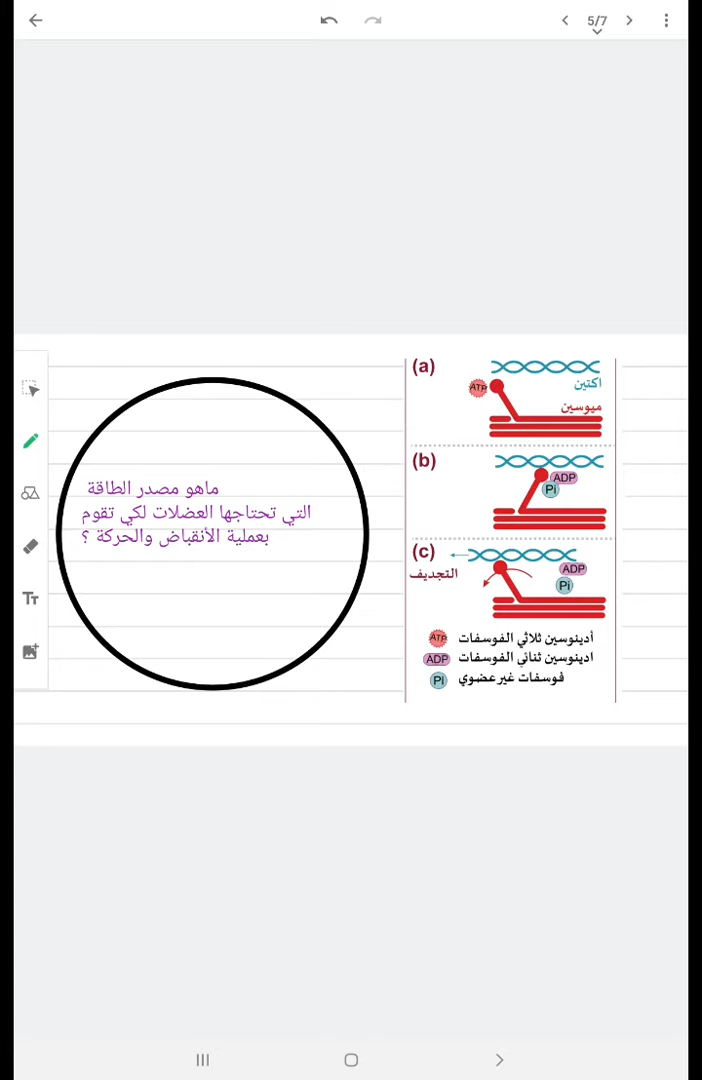 5/7
ماهو مصدر الطاقة
التي تحتاجها العضلات لكي تقوم
بعملية الأنقباض والحركة ؟
(a)
ATP
اكتين
ميوسين
(b)
ADP
Pi
(c)
التجديف
ADP
Pi
أدينوسين ثلاثي الفوسفات ATP
ادينوسين ثنائي الفوسفات ADP
فوسفات غير عضوي Pi
Tт